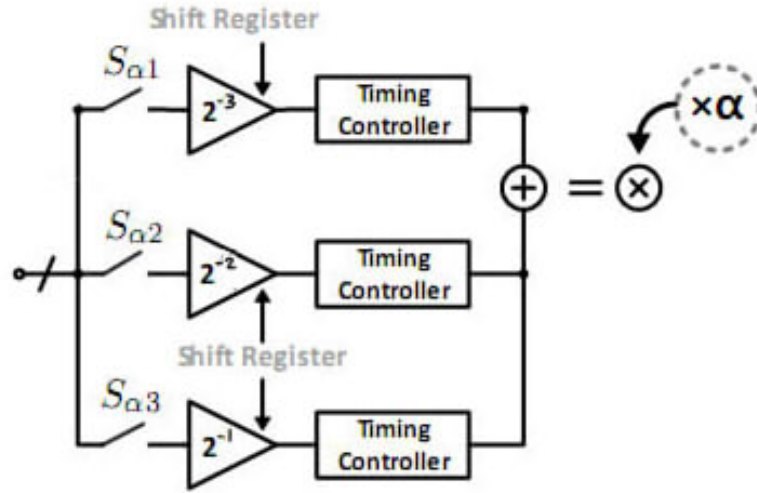 Shift Register
Sα1
2⁻³
Timing
Controller
×α
+ = ×
Sα2
2⁻²
Timing
Controller
Shift Register
Sα3
2⁻¹
Timing
Controller